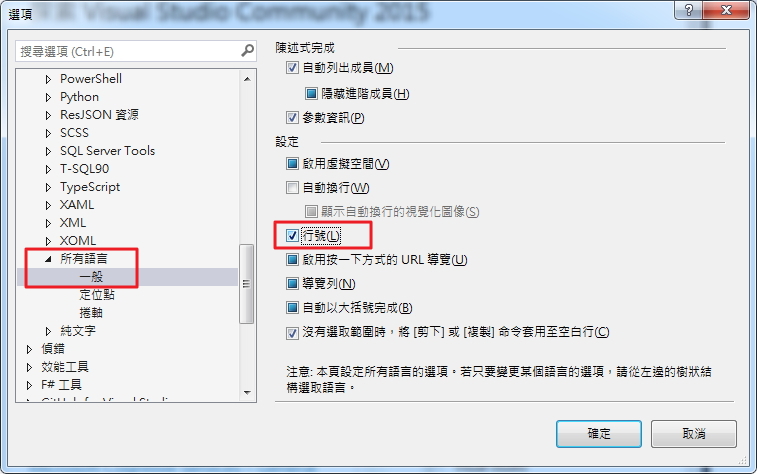 選項
探索 Visual Studio Community 2015
搜尋選項 (Ctrl+E)
PowerShell
Python
ResJSON 資源
SCSS
SQL Server Tools
T-SQL90
TypeScript
XAML
XML
XOML
所有語言
一般
定位點
捲軸
純文字
偵錯
效能工具
F# 工具
GitHub for Visual Studio
陳述式完成
自動列出成員(M)
隱藏進階成員(H)
參數資訊(P)
設定
啟用虛擬空間(V)
自動換行(W)
顯示自動換行的視覺化圖像(S)
行號(L)
啟用按一下方式的 URL 導覽(U)
導覽列(N)
自動以大括號完成(B)
沒有選取範圍時，將 [剪下] 或 [複製] 命令套用至空白行(C)
注意: 本頁設定所有語言的選項。若只要變更某個語言的選項，請從左邊的樹狀結
構選取語言。
確定
取消